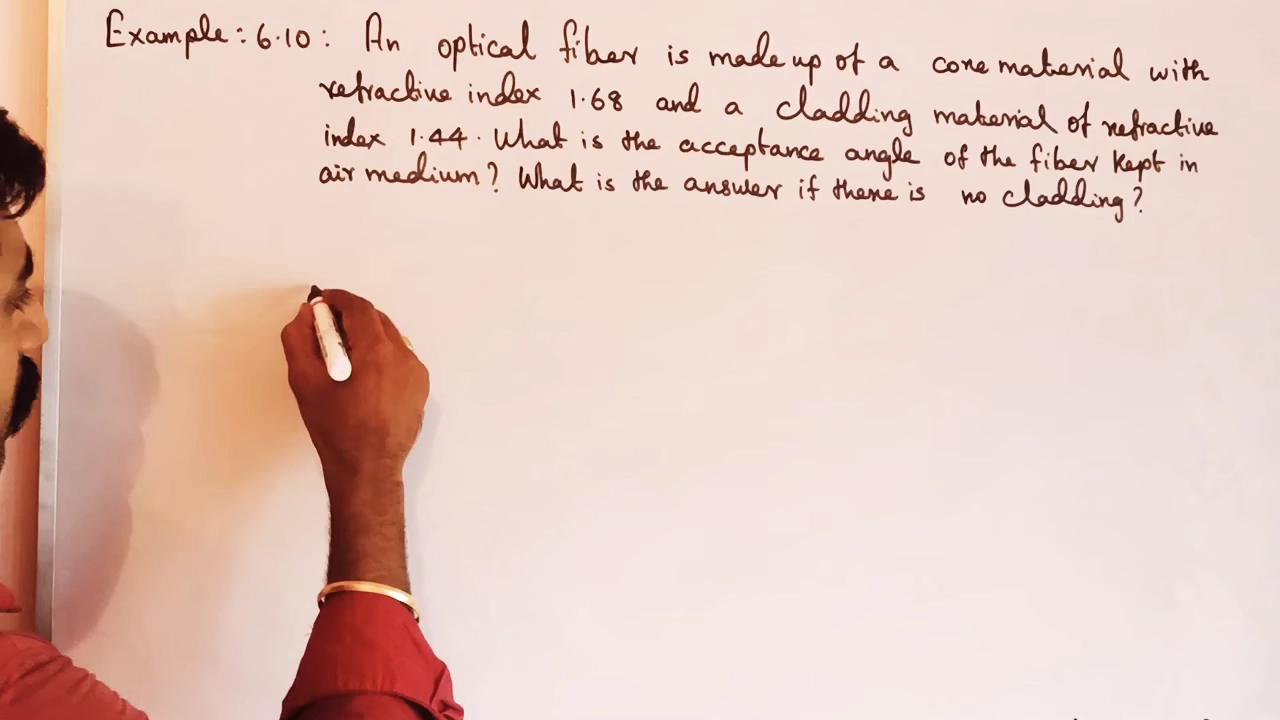 Example: 6.10: An optical fiber is made up of a core material with
refractive index 1.68 and a cladding material of refractive
index 1.44. What is the acceptance angle of the fiber kept in
air medium? What is the answer if there is no cladding?